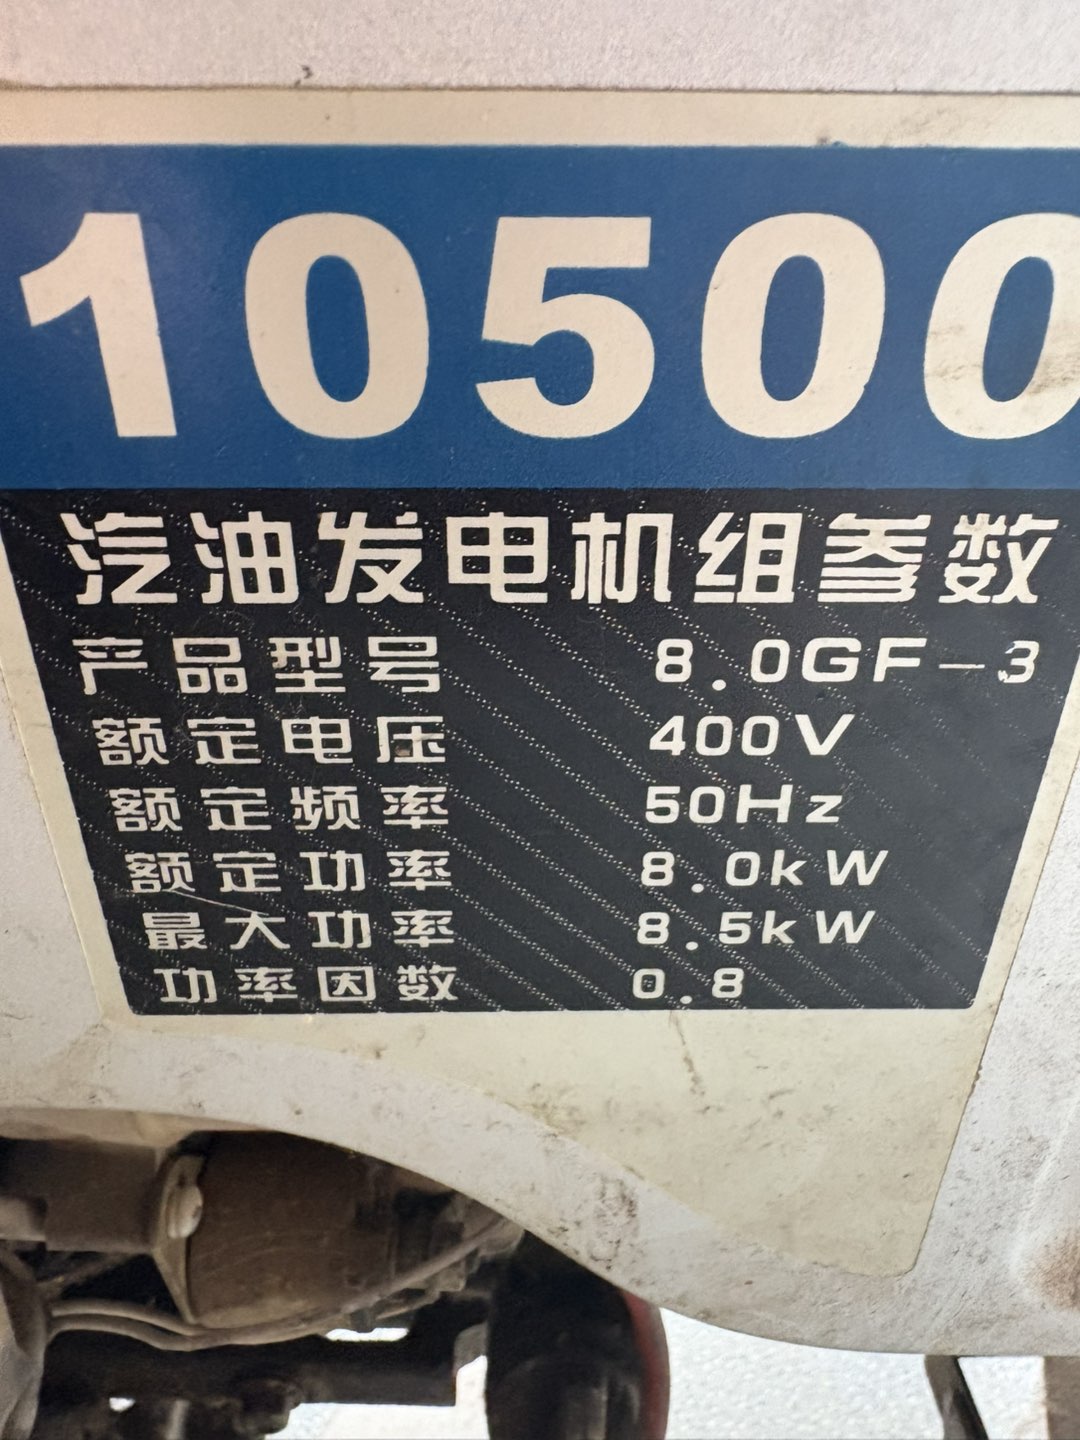 10500
汽油发电机组参数
产品型号 8.0GF-3
额定电压 400V
额定频率 50Hz
额定功率 8.0kW
最大功率 8.5kW
功率因数 0.8